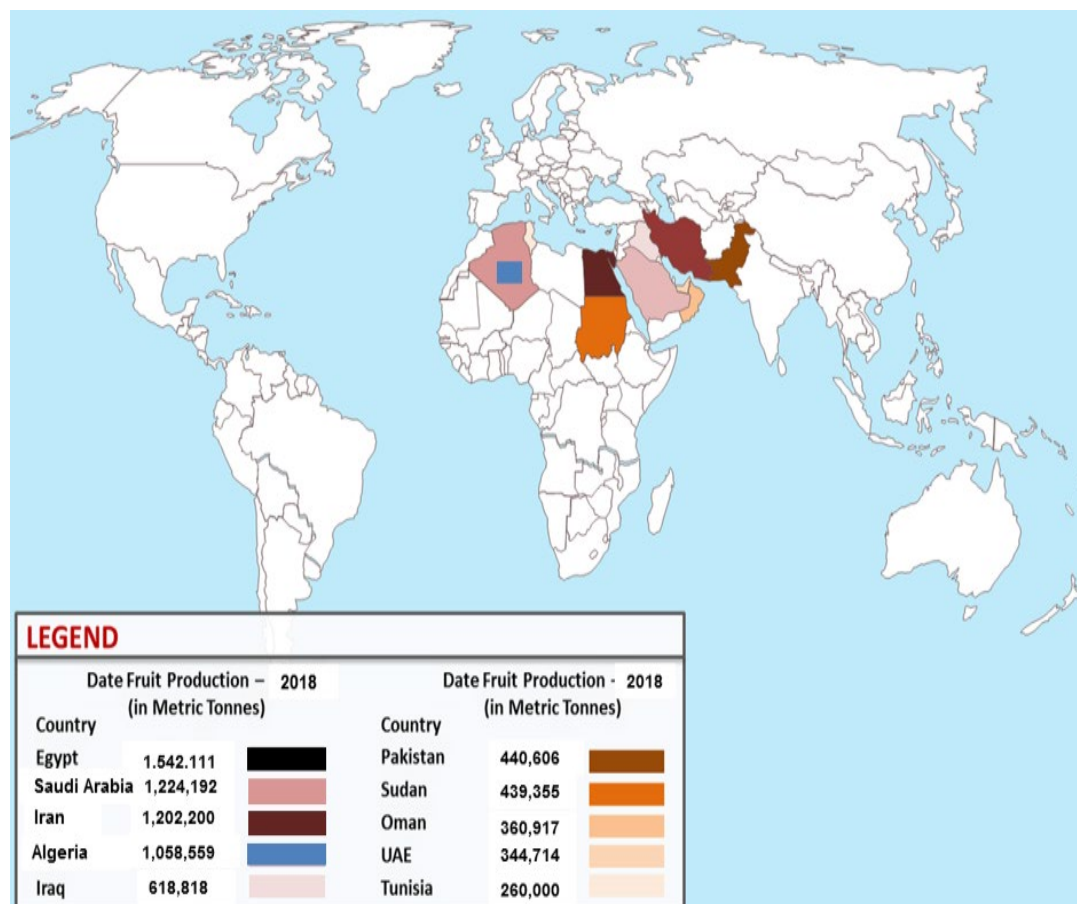 LEGEND
Date Fruit Production – 2018
(in Metric Tonnes)
Country
Egypt 1.542.111
Saudi Arabia 1,224,192
Iran 1,202,200
Algeria 1,058,559
Iraq 618,818
Date Fruit Production - 2018
(in Metric Tonnes)
Country
Pakistan 440,606
Sudan 439,355
Oman 360,917
UAE 344,714
Tunisia 260,000